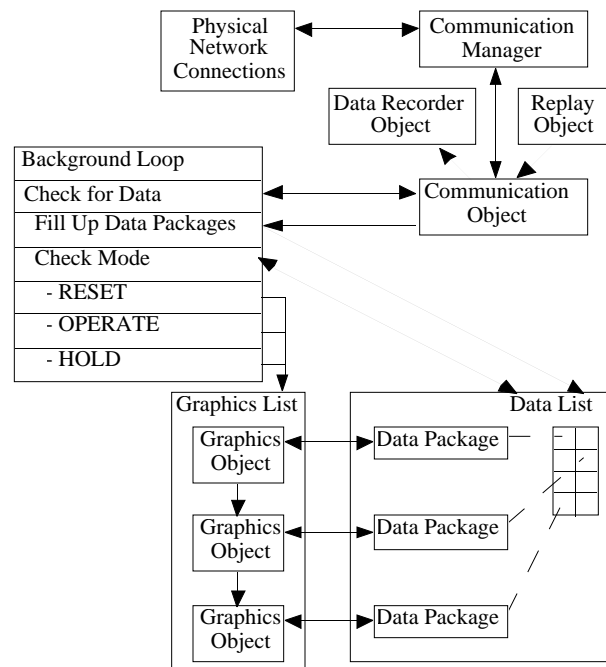 Physical
Network
Connections
Communication
Manager
Data Recorder
Object
Replay
Object
Background Loop
Check for Data
Fill Up Data Packages
Check Mode
- RESET
- OPERATE
- HOLD
Communication
Object
Graphics List
Graphics
Object
Graphics
Object
Graphics
Object
Data List
Data Package
Data Package
Data Package